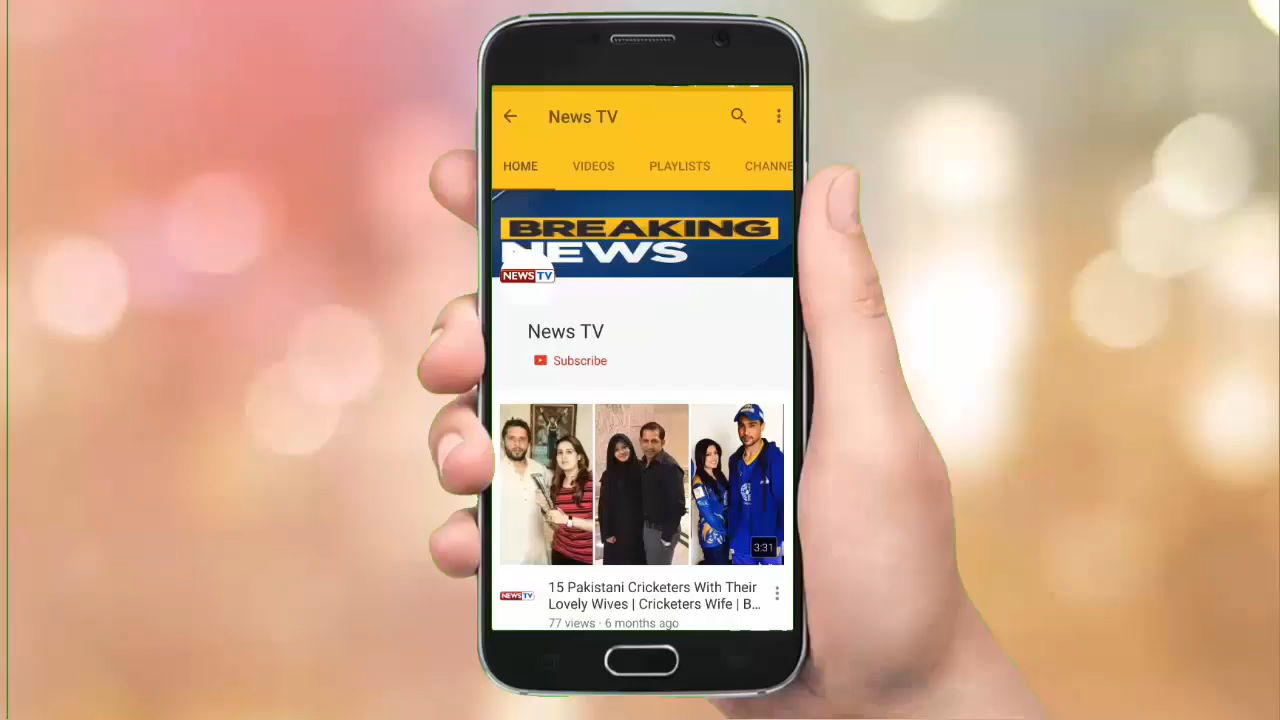 News TV
HOME VIDEOS PLAYLISTS CHANNE
BREAKING
NEWS
NEWS TV
News TV
Subscribe
3:31
15 Pakistani Cricketers With Their
NEWS TV
Lovely Wives | Cricketers Wife | B...
77 views · 6 months ago